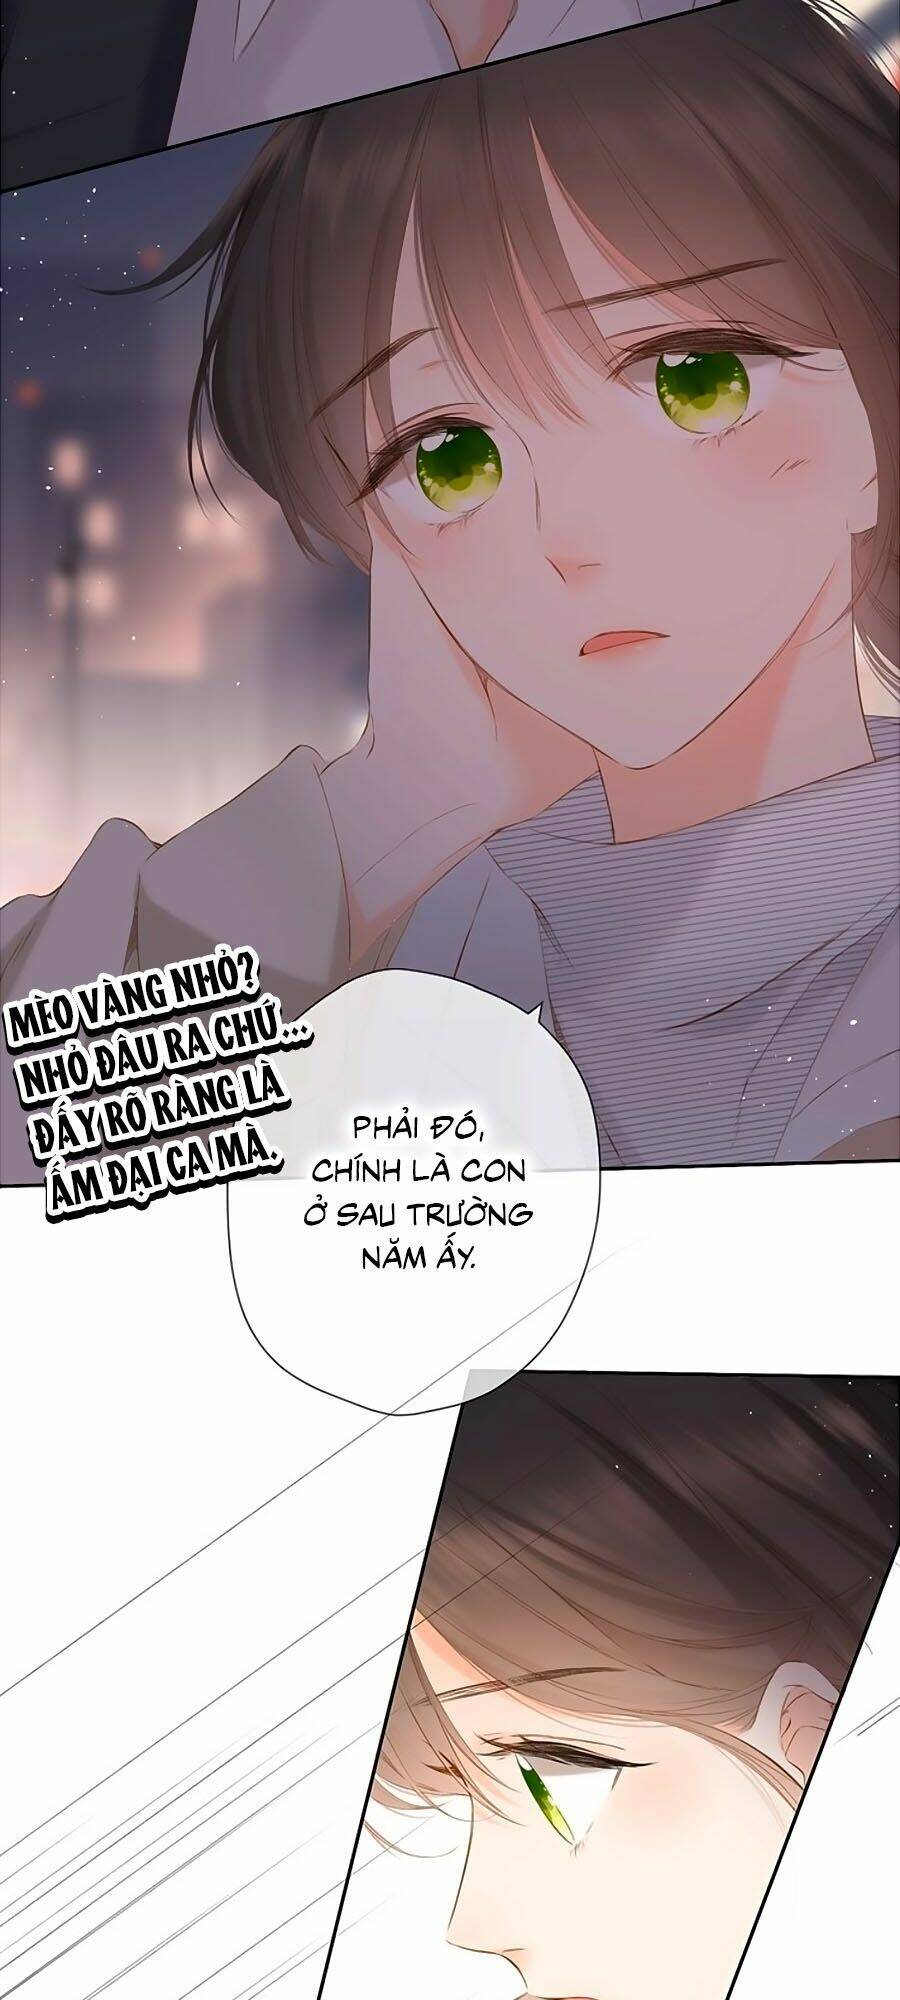 MÈO VÀNG NHỎ?
NHỎ ĐÂU RA CHỨ...
ĐẤY RÕ RÀNG LÀ
ẤM ĐẠI CA MÀ.
PHẢI ĐÓ,
CHÍNH LÀ CON
Ở SAU TRƯỜNG
NĂM ẤY.